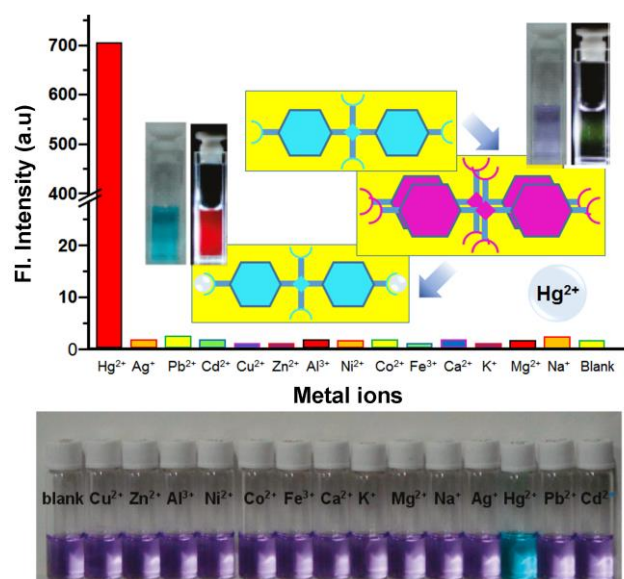 Fl. Intensity (a.u)
700
600
500
400
20
10
0
Hg²⁺
Hg²⁺ Ag⁺ Pb²⁺ Cd²⁺ Cu²⁺ Zn²⁺ Al³⁺ Ni²⁺ Co²⁺ Fe³⁺ Ca²⁺ K⁺ Mg²⁺ Na⁺ Blank
Metal ions
blank Cu²⁺ Zn²⁺ Al³⁺ Ni²⁺ Co²⁺ Fe³⁺ Ca²⁺ K⁺ Mg²⁺ Na⁺ Ag⁺ Hg²⁺ Pb²⁺ Cd²⁺